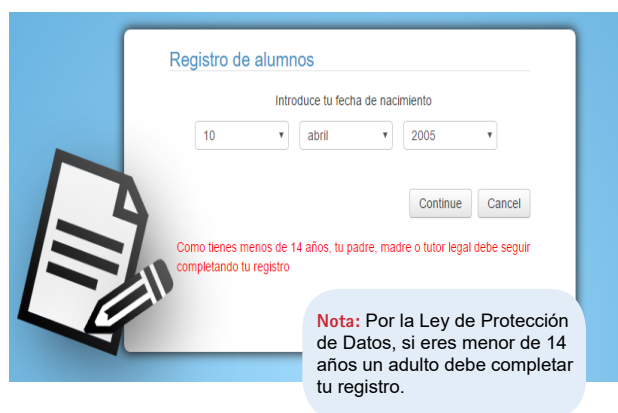 Registro de alumnos
Introduce tu fecha de nacimiento
10 abril 2005
Continue Cancel
Como tienes menos de 14 años, tu padre, madre o tutor legal debe seguir
completando tu registro
Nota: Por la Ley de Protección
de Datos, si eres menor de 14
años un adulto debe completar
tu registro.